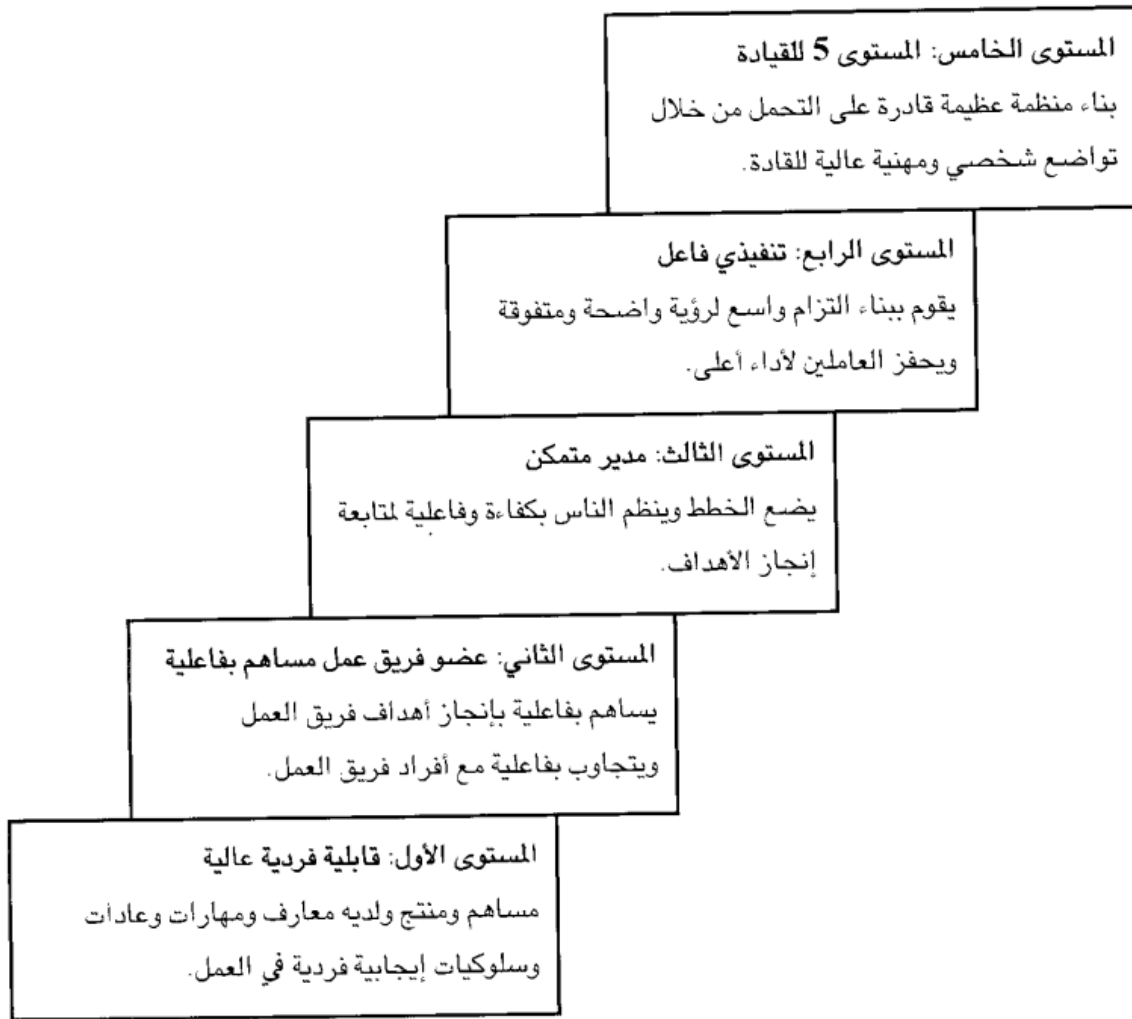 المستوى الخامس: المستوى 5 للقيادة
بناء منظمة عظيمة قادرة على التحمل من خلال
تواضع شخصي ومهنية عالية للقادة.
المستوى الرابع: تنفيذي فاعل
يقوم ببناء التزام واسع لرؤية واضحة ومتفوقة
ويحفز العاملين لأداء أعلى.
المستوى الثالث: مدير متمكن
يضع الخطط وينظم الناس بكفاءة وفاعلية لمتابعة
إنجاز الأهداف.
المستوى الثاني: عضو فريق عمل مساهم بفاعلية
يساهم بفاعلية بإنجاز أهداف فريق العمل
ويتجاوب بفاعلية مع أفراد فريق العمل.
المستوى الأول: قابلية فردية عالية
مساهم ومنتج ولديه معارف ومهارات وعادات
وسلوكيات إيجابية فردية في العمل.